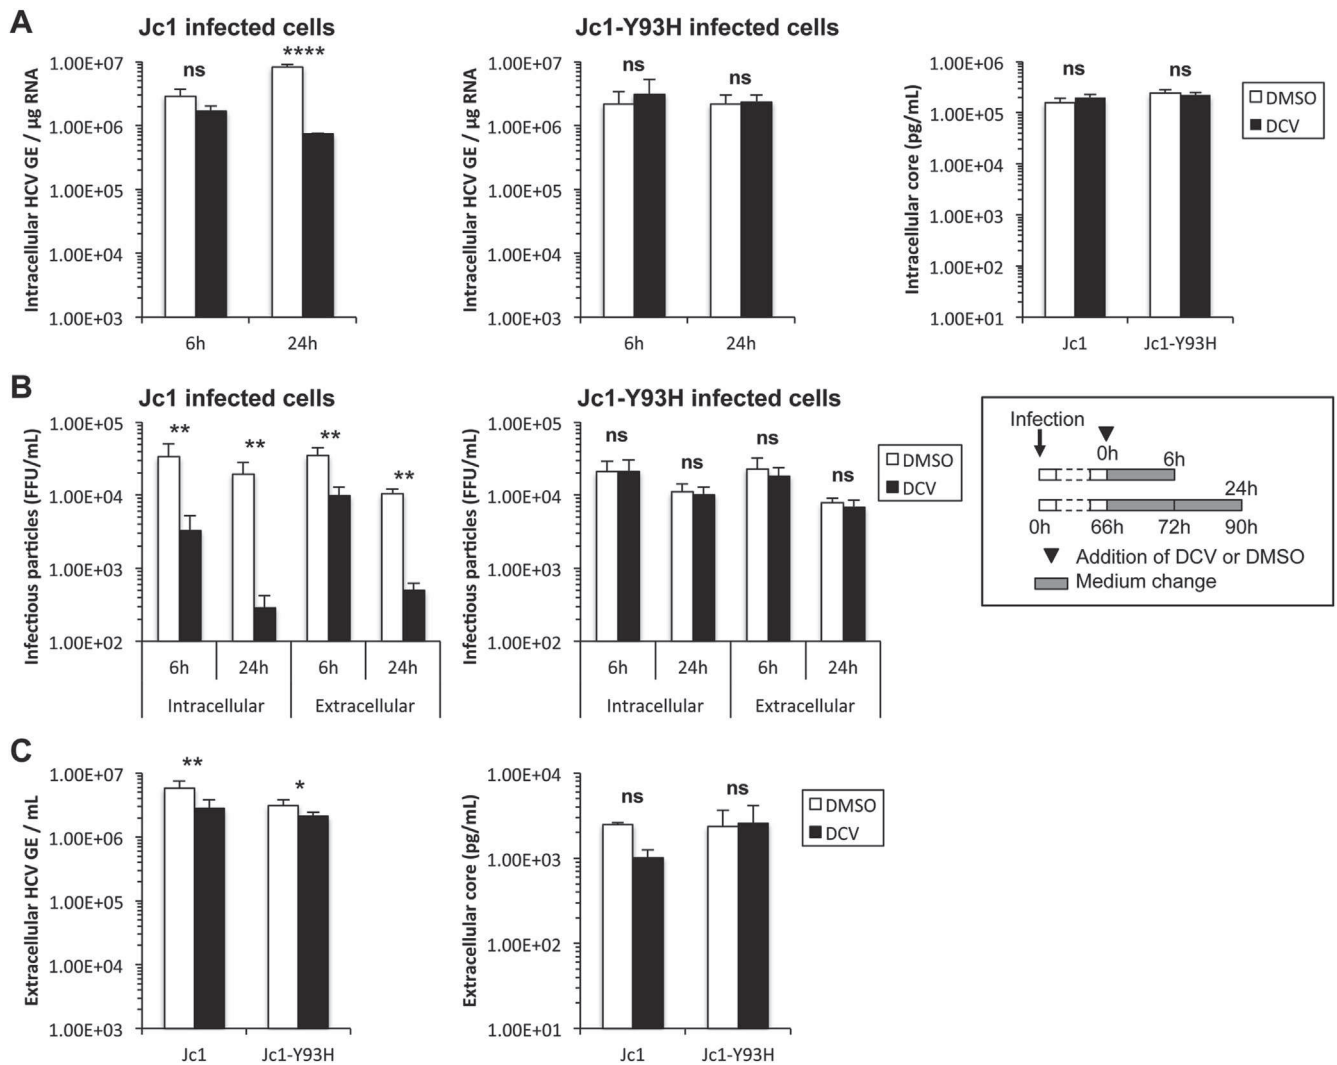 A
Jc1 infected cells
Intracellular HCV GE / µg RNA
1.00E+07
1.00E+06
1.00E+05
1.00E+04
1.00E+03
ns
****
6h
24h
Jc1-Y93H infected cells
Intracellular HCV GE / µg RNA
1.00E+07
1.00E+06
1.00E+05
1.00E+04
1.00E+03
ns
ns
6h
24h
Intracellular core (pg/mL)
1.00E+06
1.00E+05
1.00E+04
1.00E+03
1.00E+02
1.00E+01
ns
ns
Jc1
Jc1-Y93H
DMSO
DCV
B
Jc1 infected cells
Infectious particles (FFU/mL)
1.00E+05
1.00E+04
1.00E+03
1.00E+02
**
**
**
**
6h
24h
6h
24h
Intracellular
Extracellular
Jc1-Y93H infected cells
Infectious particles (FFU/mL)
1.00E+05
1.00E+04
1.00E+03
1.00E+02
ns
ns
ns
ns
6h
24h
6h
24h
Intracellular
Extracellular
DMSO
DCV
Infection
0h
6h
24h
0h
66h
72h
90h
Addition of DCV or DMSO
Medium change
C
Extracellular HCV GE / mL
1.00E+07
1.00E+06
1.00E+05
1.00E+04
1.00E+03
**
*
Jc1
Jc1-Y93H
Extracellular core (pg/mL)
1.00E+04
1.00E+03
1.00E+02
1.00E+01
ns
ns
Jc1
Jc1-Y93H
DMSO
DCV